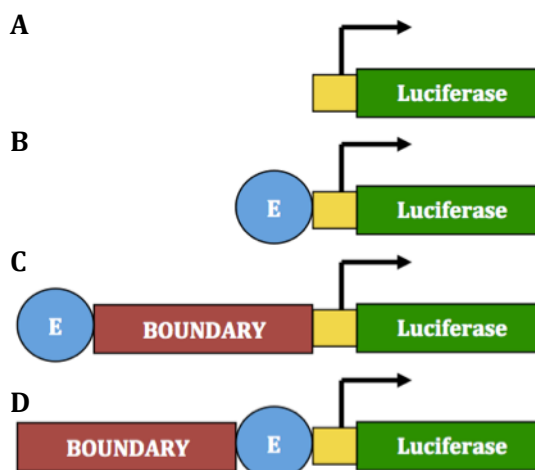 A
Luciferase
B
E
Luciferase
C
E BOUNDARY Luciferase
D
BOUNDARY E Luciferase